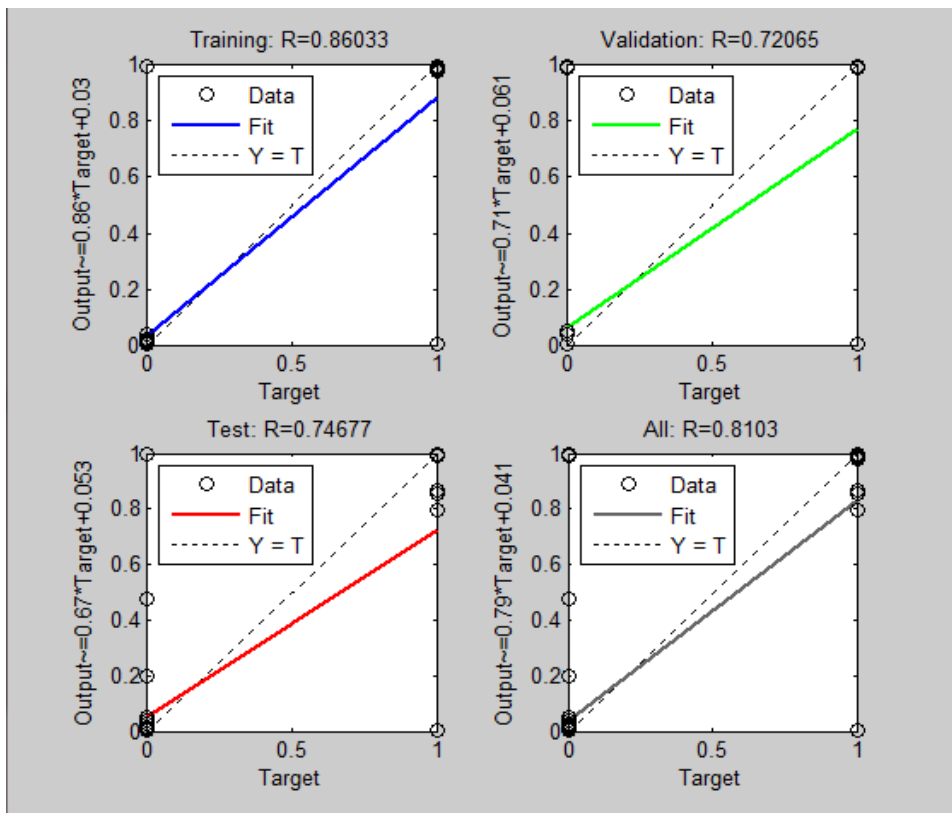 Training: R=0.86033
Output~=0.86*Target+0.03
1
0.8
0.6
0.4
0.2
0
Data
Fit
Y = T
0
0.5
1
Target
Validation: R=0.72065
Output~=0.71*Target+0.061
1
0.8
0.6
0.4
0.2
0
Data
Fit
Y = T
0
0.5
1
Target
Test: R=0.74677
Output~=0.67*Target+0.053
1
0.8
0.6
0.4
0.2
0
Data
Fit
Y = T
0
0.5
1
Target
All: R=0.8103
Output~=0.79*Target+0.041
1
0.8
0.6
0.4
0.2
0
Data
Fit
Y = T
0
0.5
1
Target